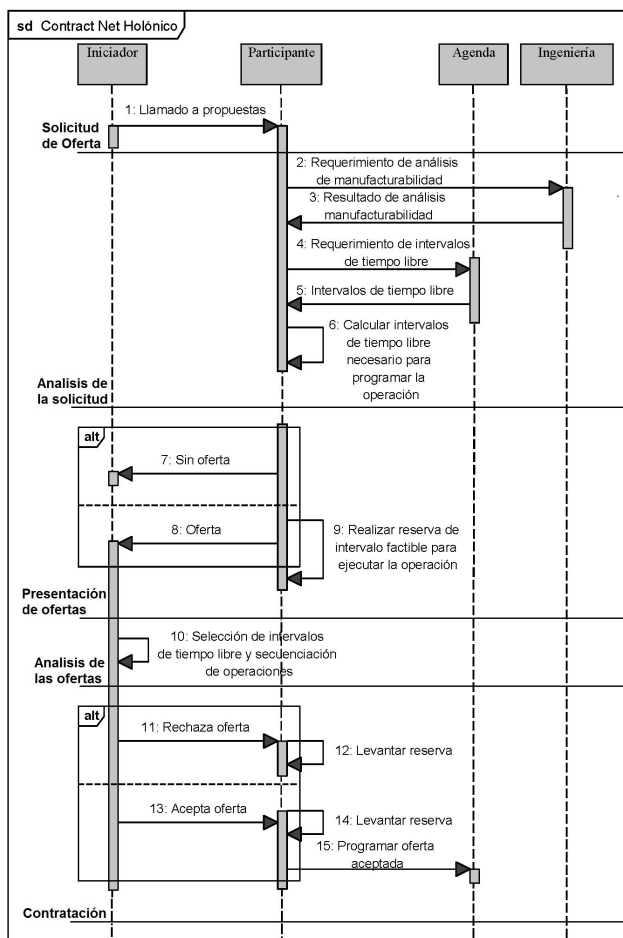 sd Contract Net Holónico
Iniciador
Participante
Agenda
Ingeniería
1: Llamado a propuestas
Solicitud
de Oferta
2: Requerimiento de análisis
de manufacturabilidad
3: Resultado de análisis
manufacturabilidad
4: Requerimiento de intervalos
de tiempo libre
5: Intervalos de tiempo libre
6: Calcular intervalos
de tiempo libre
necesario para
programar la
operación
Analisis de
la solicitud
alt
7: Sin oferta
8: Oferta
9: Realizar reserva de
intervalo factible para
ejecutar la operación
Presentación
de ofertas
10: Selección de intervalos
de tiempo libre y secuenciación
de operaciones
Analisis de
las ofertas
alt
11: Rechaza oferta
12: Levantar reserva
13: Acepta oferta
14: Levantar reserva
15: Programar oferta
aceptada
Contratación